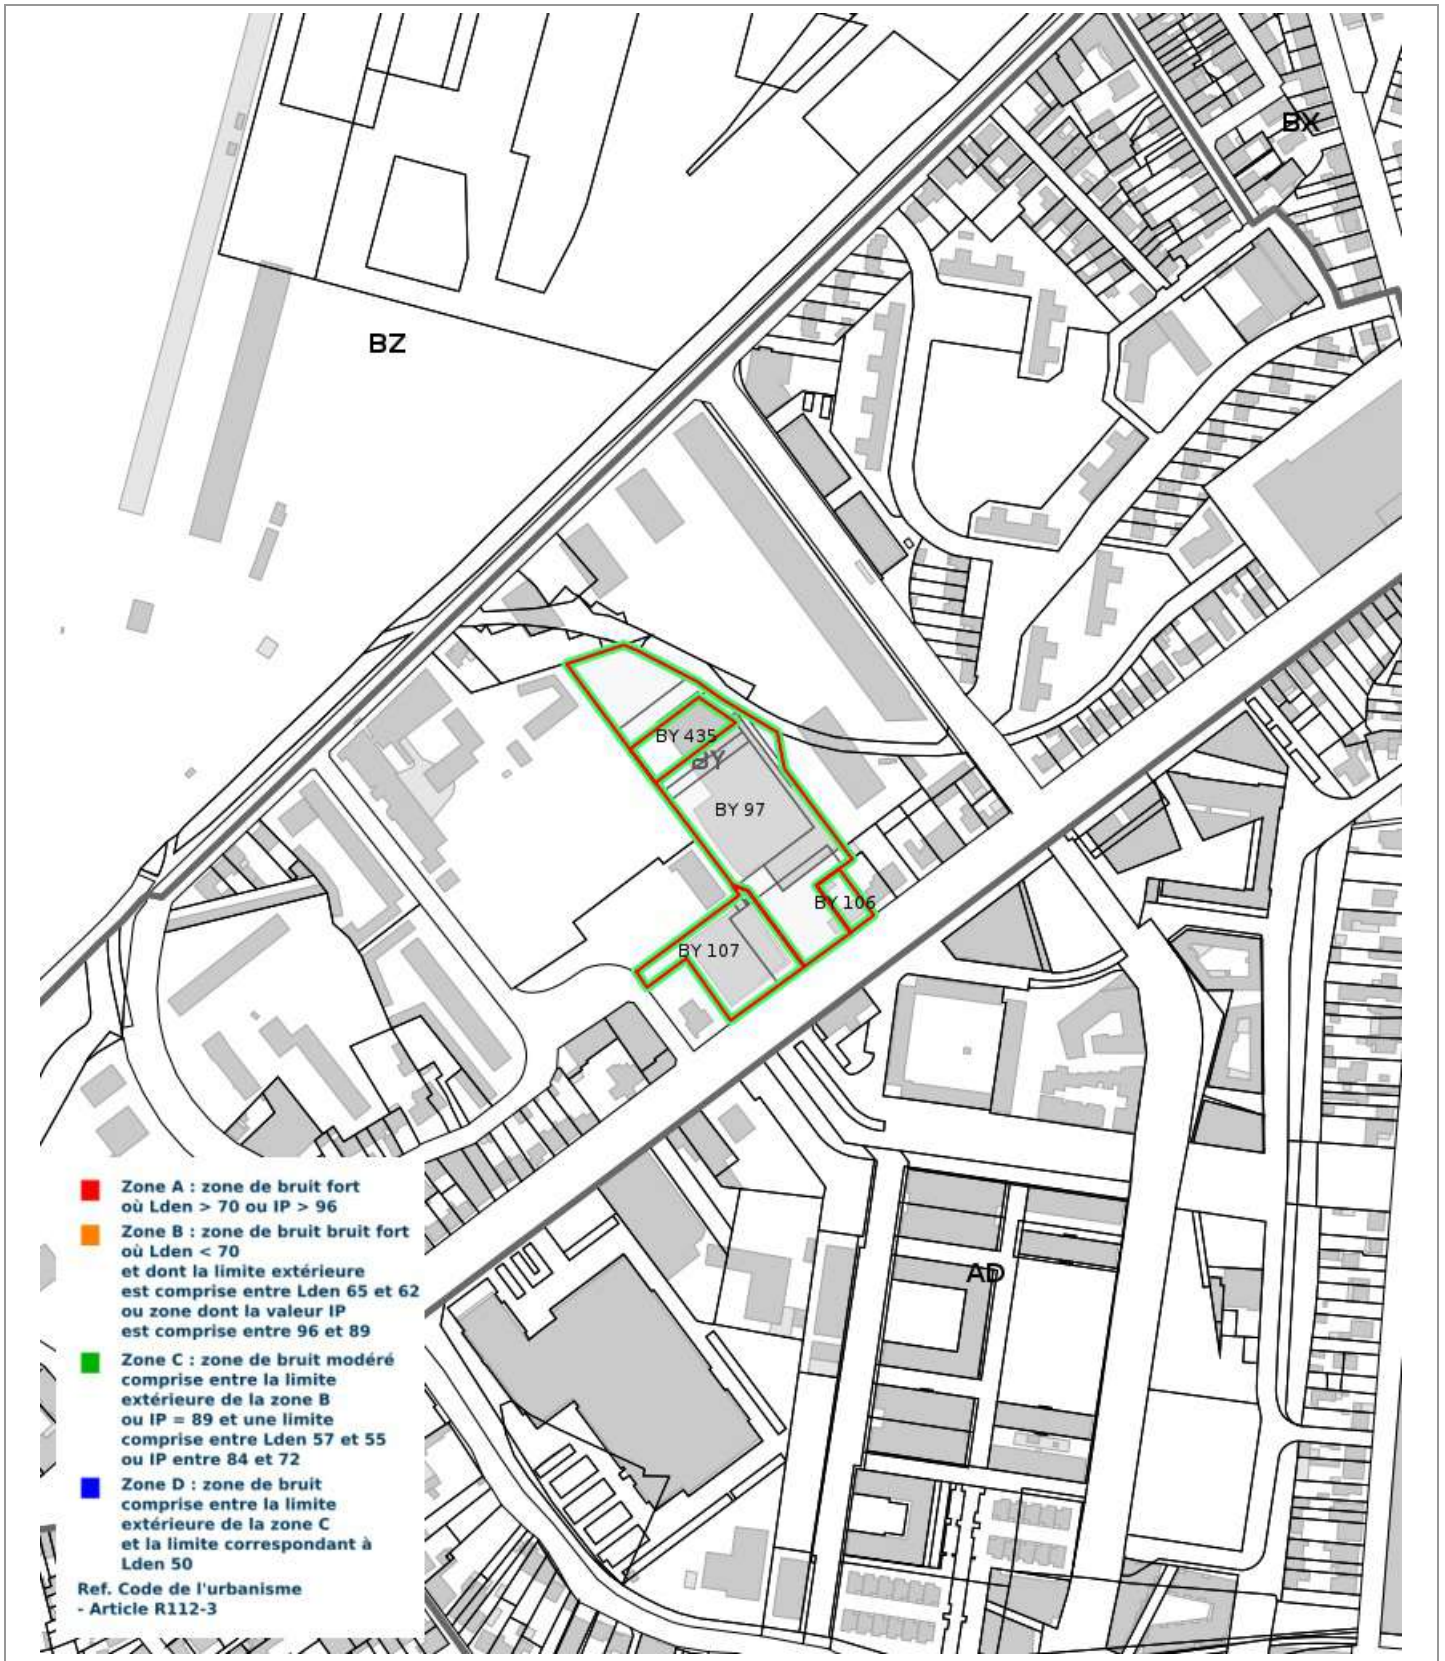 BX
BZ
BY 435
BY
BY 97
BY 106
BY 107
AD
Zone A : zone de bruit fort
où Lden > 70 ou IP > 96
Zone B : zone de bruit bruit fort
où Lden < 70
et dont la limite extérieure
est comprise entre Lden 65 et 62
ou zone dont la valeur IP
est comprise entre 96 et 89
Zone C : zone de bruit modéré
comprise entre la limite
extérieure de la zone B
ou IP = 89 et une limite
comprise entre Lden 57 et 55
ou IP entre 84 et 72
Zone D : zone de bruit
comprise entre la limite
extérieure de la zone C
et la limite correspondant à
Lden 50
Ref. Code de l'urbanisme
- Article R112-3